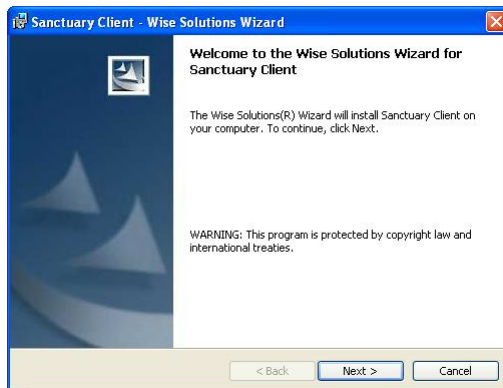 Sanctuary Client - Wise Solutions Wizard
Welcome to the Wise Solutions Wizard for
Sanctuary Client
The Wise Solutions(R) Wizard will install Sanctuary Client on
your computer. To continue, click Next.
WARNING: This program is protected by copyright law and
international treaties.
< Back Next > Cancel